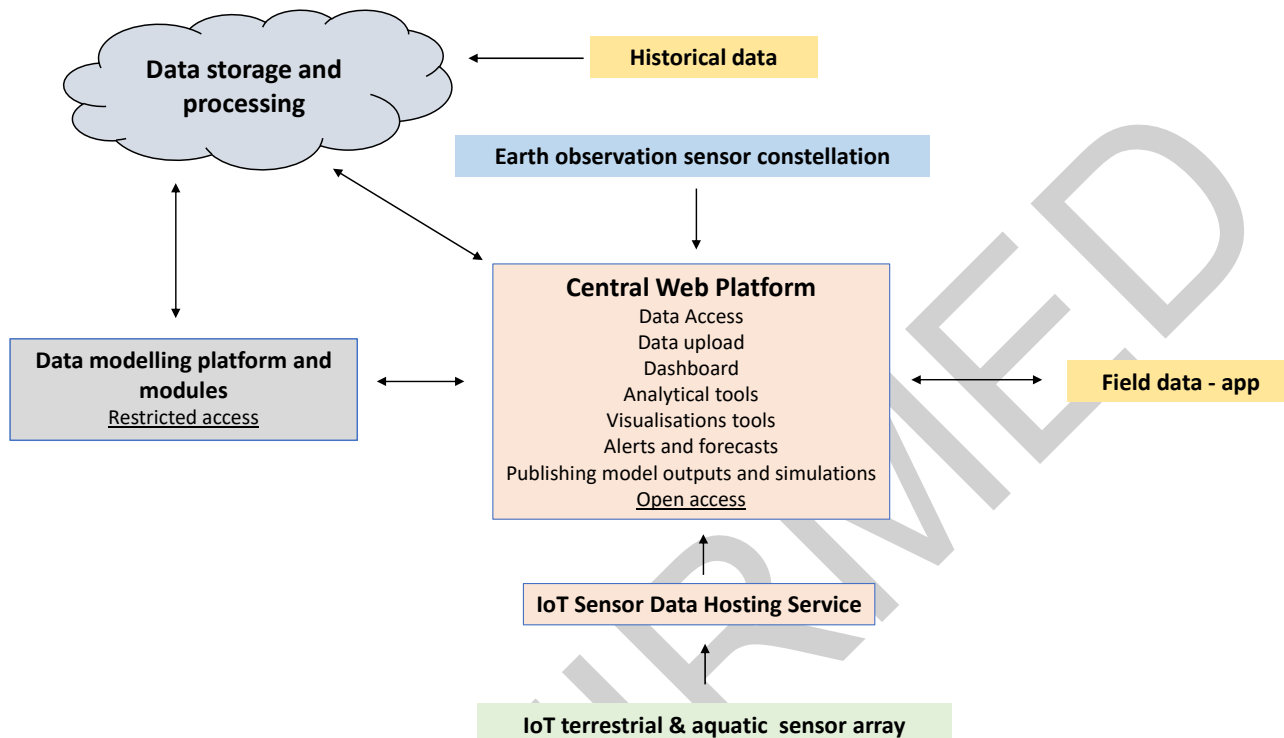 Data storage and
processing
Historical data
Earth observation sensor constellation
Central Web Platform
Data Access
Data upload
Dashboard
Analytical tools
Visualisations tools
Alerts and forecasts
Publishing model outputs and simulations
Open access
Data modelling platform and
modules
Restricted access
Field data - app
IoT Sensor Data Hosting Service
IoT terrestrial & aquatic sensor array
RMED